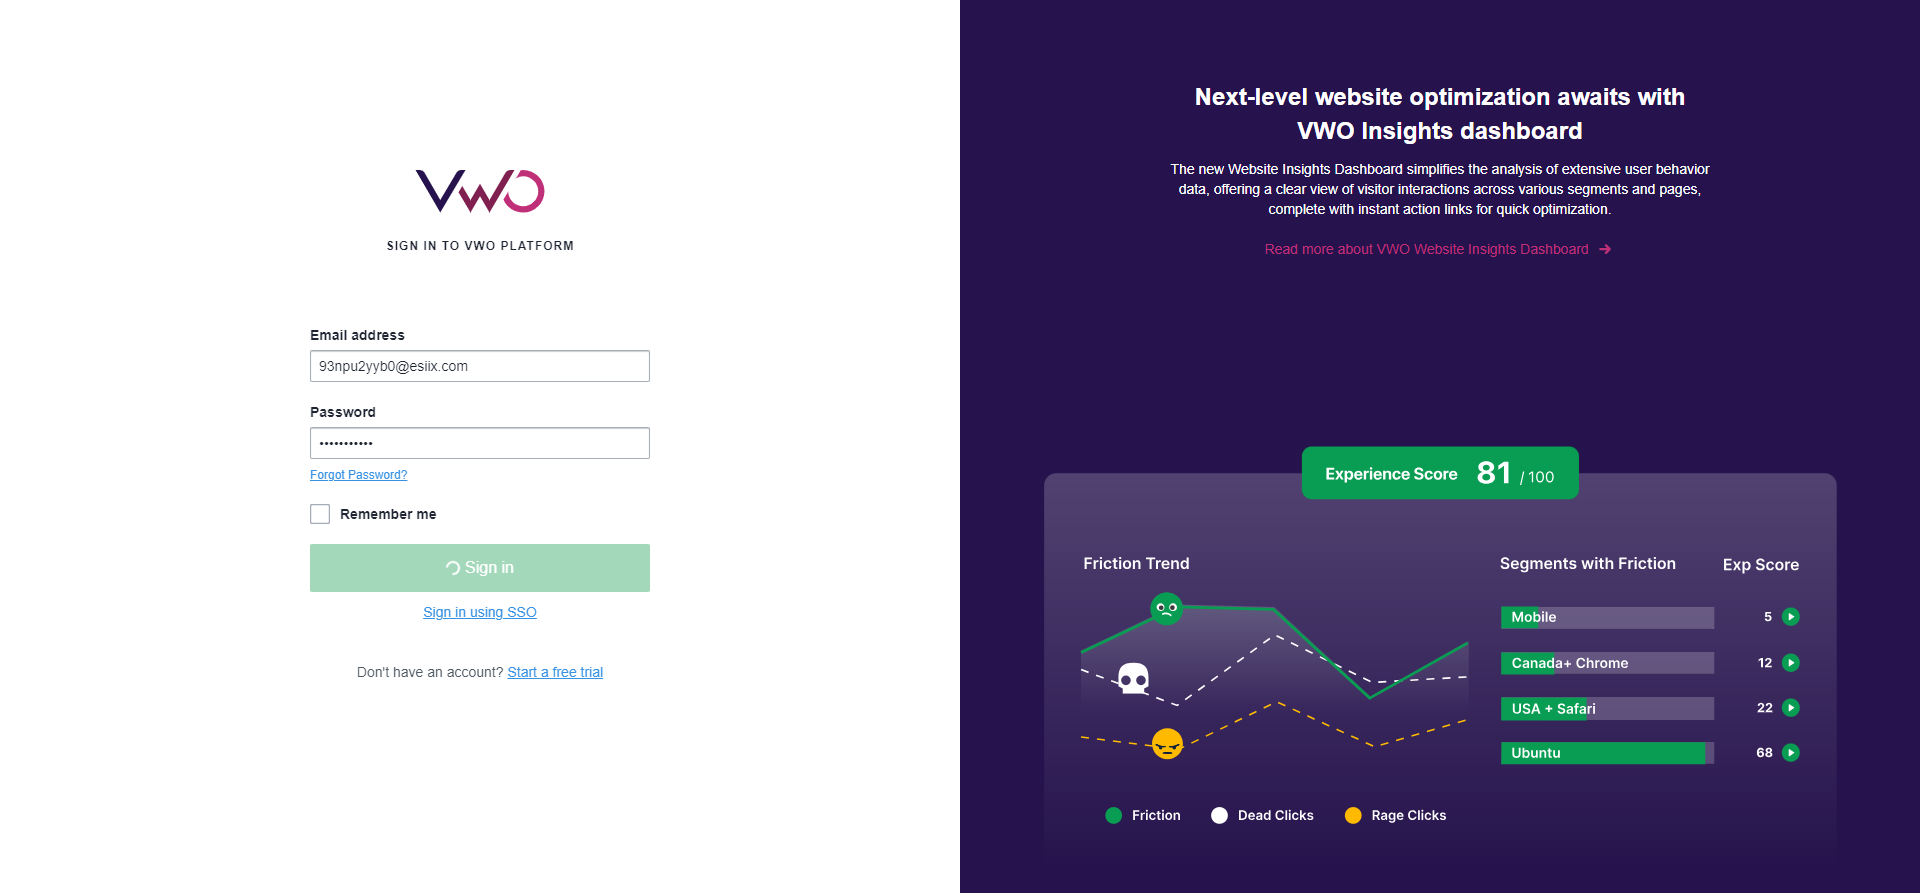 VWO
SIGN IN TO VWO PLATFORM
Email address
93npu2yyb0@esiix.com
Password
•••••••••••
Forgot Password?
Remember me
Sign in
Sign in using SSO
Don't have an account? Start a free trial
Next-level website optimization awaits with
VWO Insights dashboard
The new Website Insights Dashboard simplifies the analysis of extensive user behavior
data, offering a clear view of visitor interactions across various segments and pages,
complete with instant action links for quick optimization.
Read more about VWO Website Insights Dashboard →
Experience Score 81 / 100
Friction Trend
Friction
Dead Clicks
Rage Clicks
Segments with Friction Exp Score
Mobile 5
Canada+ Chrome 12
USA + Safari 22
Ubuntu 68